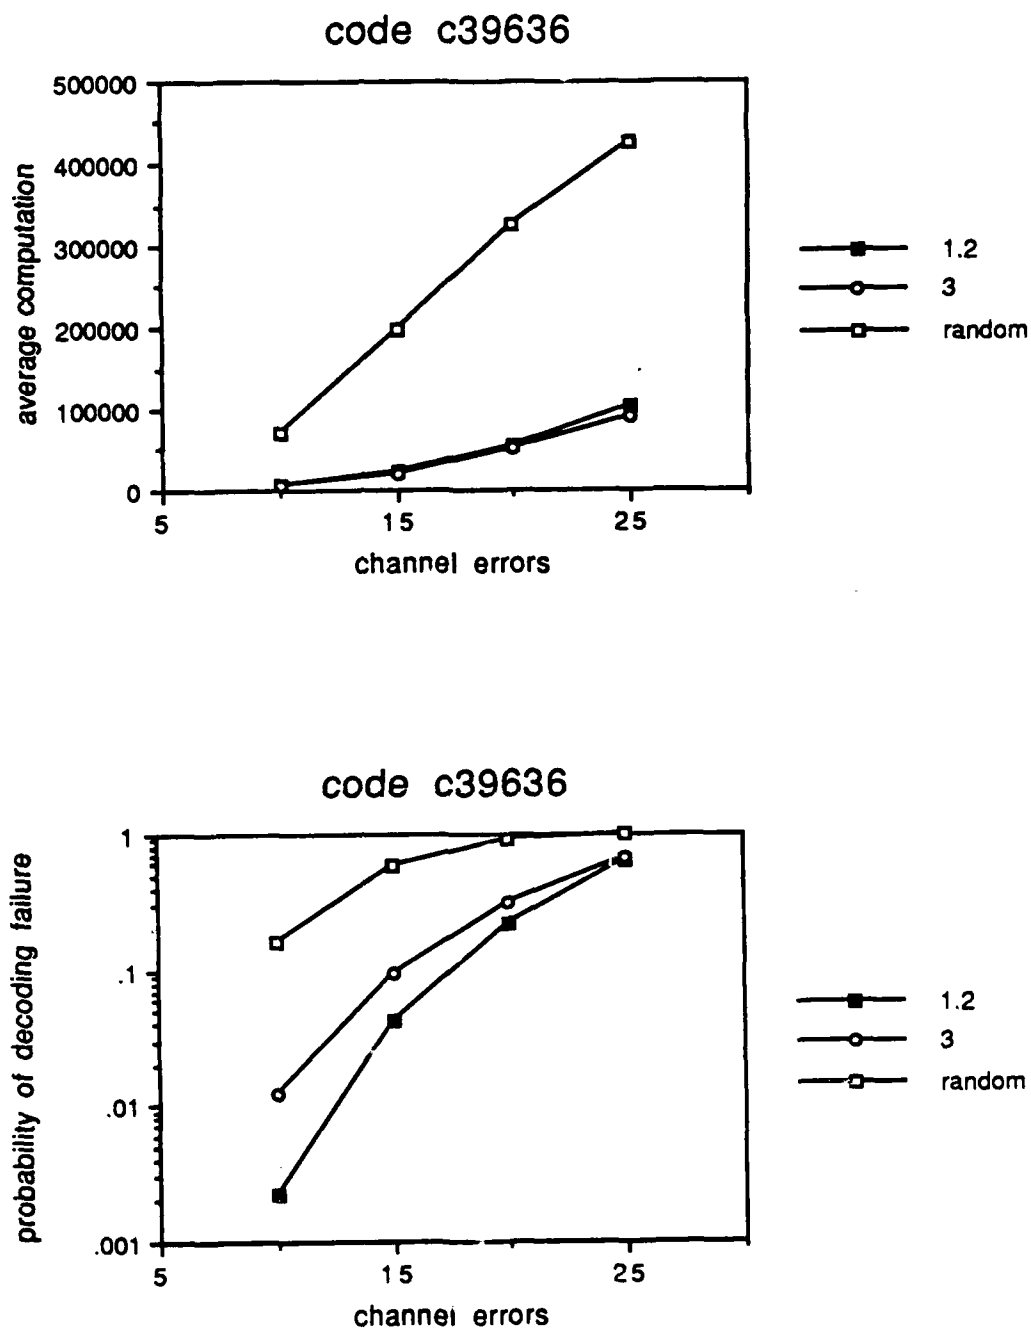 code c39636
500000
400000
300000
200000
100000
0
average computation
5
15
25
channel errors
1.2
3
random
code c39636
1
.1
.01
.001
probability of decoding failure
5
15
25
channel errors
1.2
3
random